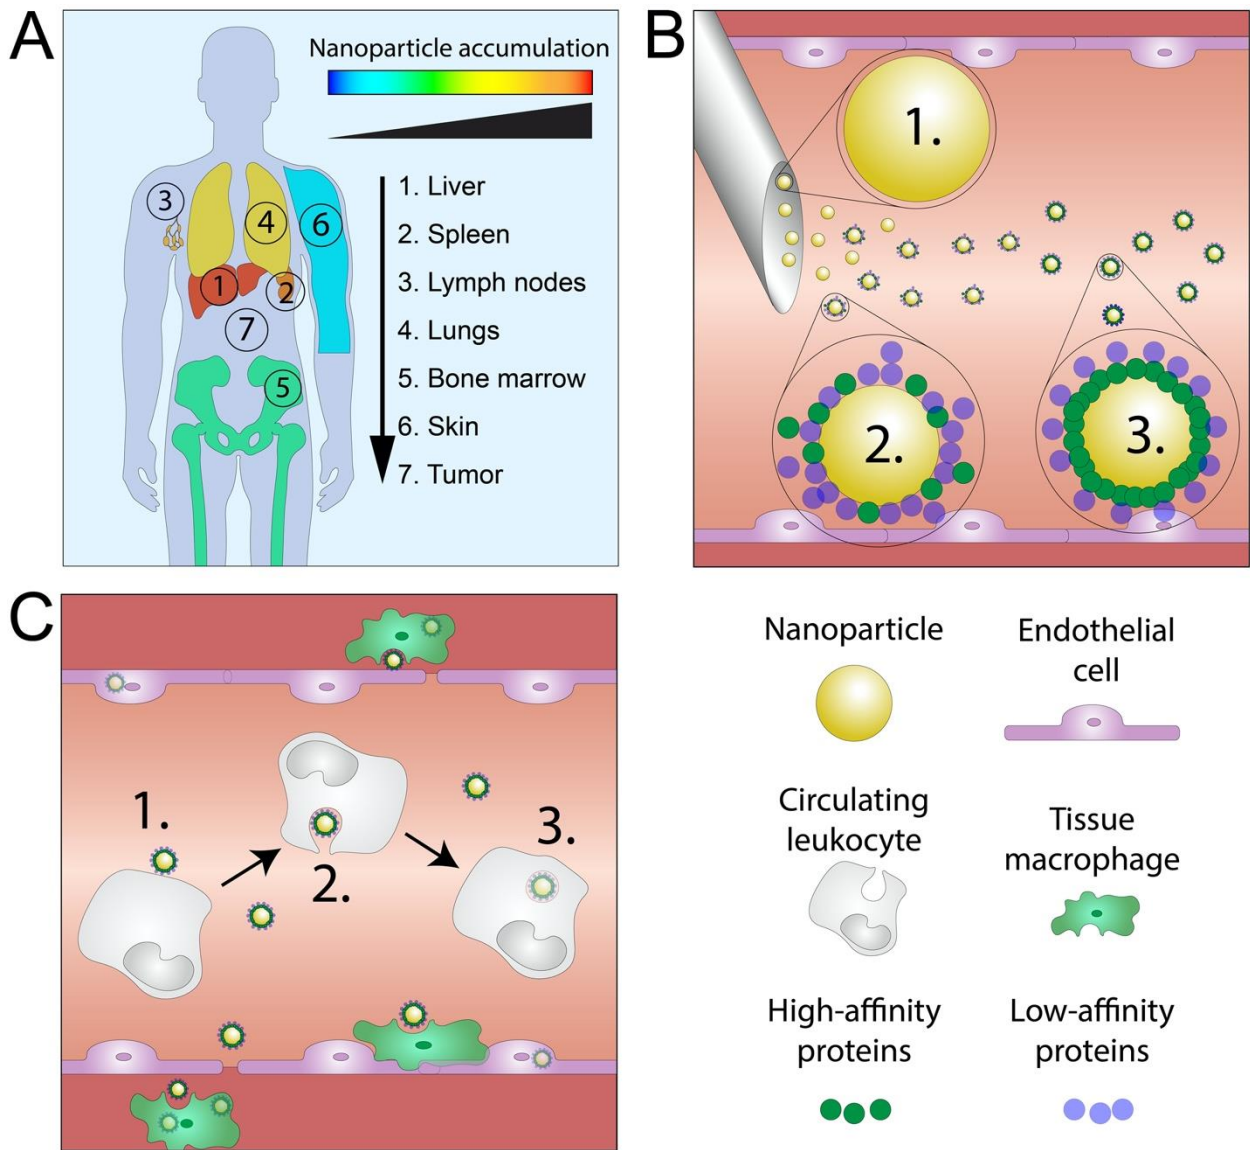 A
Nanoparticle accumulation
1. Liver
2. Spleen
3. Lymph nodes
4. Lungs
5. Bone marrow
6. Skin
7. Tumor
3
4
6
1
2
7
5
B
1.
2.
3.
C
1.
2.
3.
Nanoparticle
Endothelial
cell
Circulating
leukocyte
Tissue
macrophage
High-affinity
proteins
Low-affinity
proteins